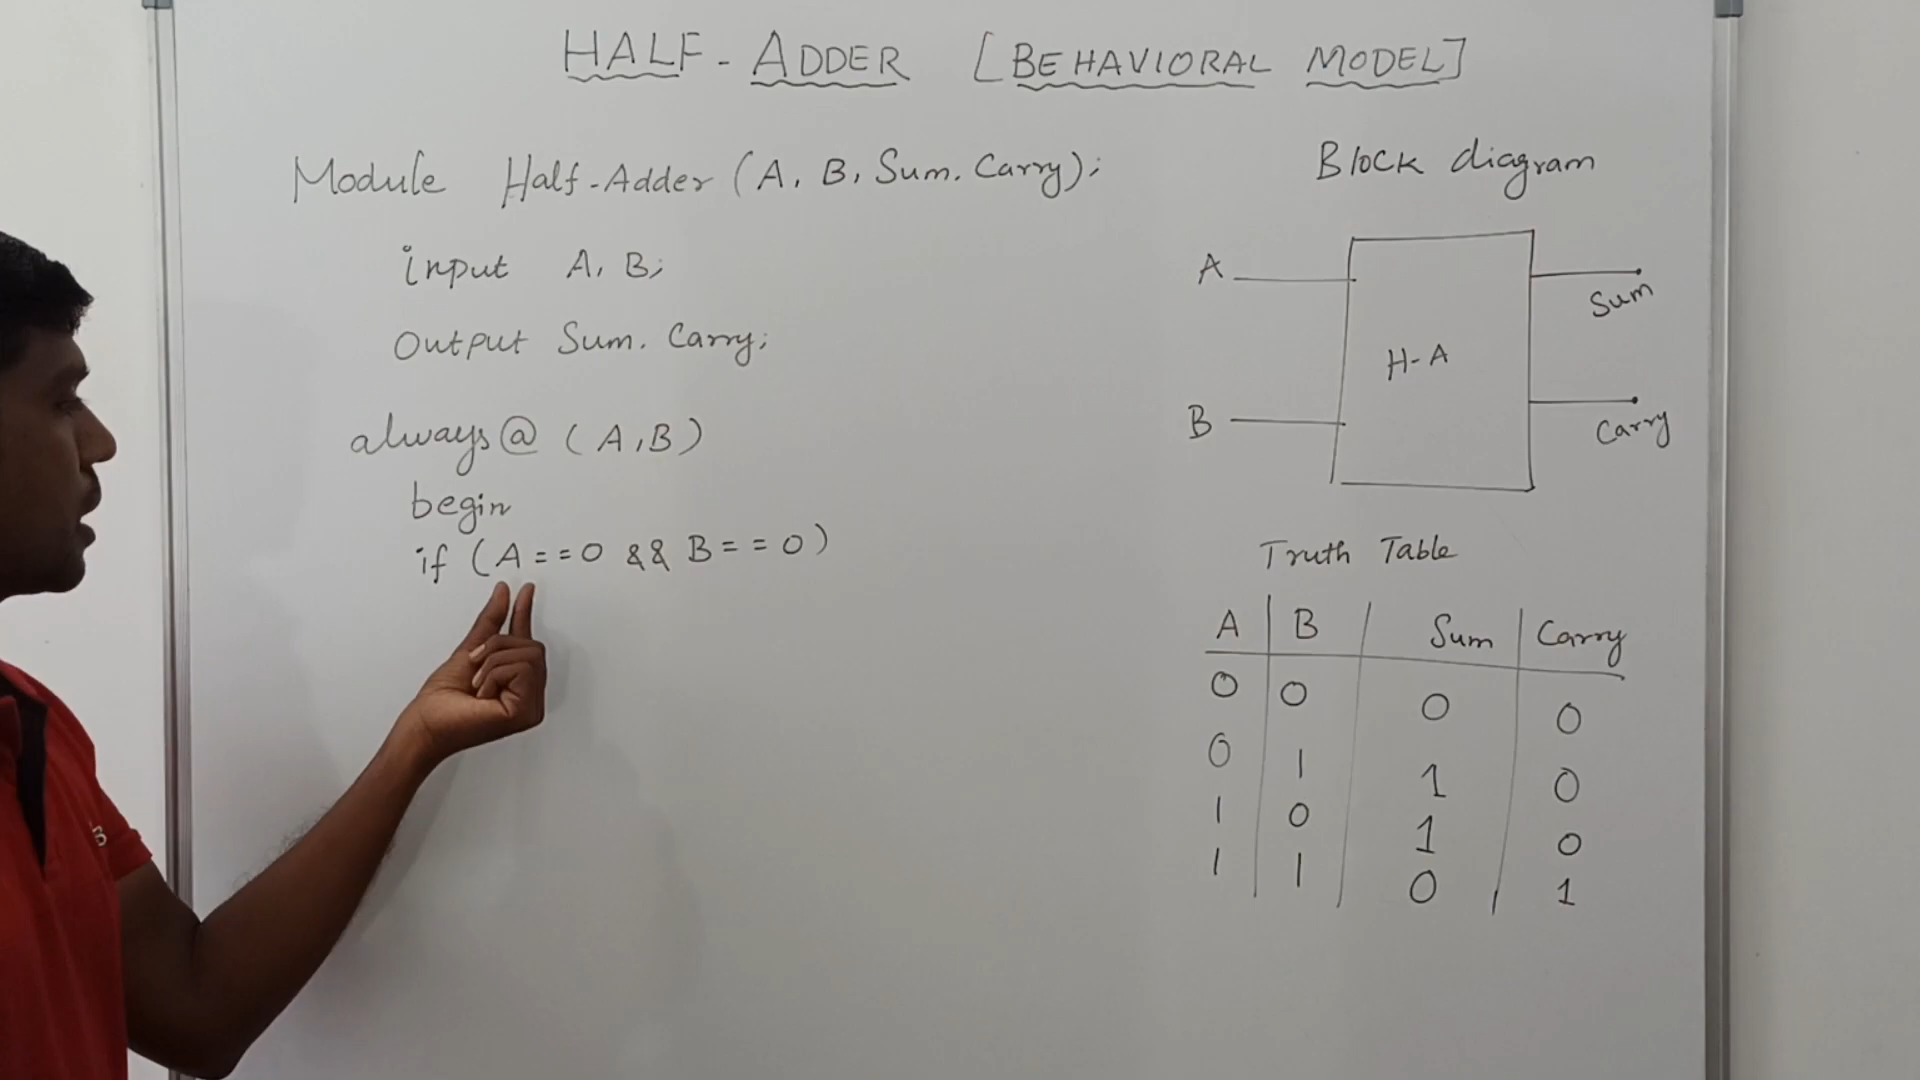 HALF-ADDER [BEHAVIORAL MODEL]
Module Half-Adder (A, B, Sum, Carry);
input A, B;
Output Sum, Carry;
always@ (A,B)
begin
if (A==0 && B==0)
Block diagram
A
B
H-A
Sum
Carry
Truth Table
A B Sum Carry
0 0 0 0
0 1 1 0
1 0 1 0
1 1 0 1